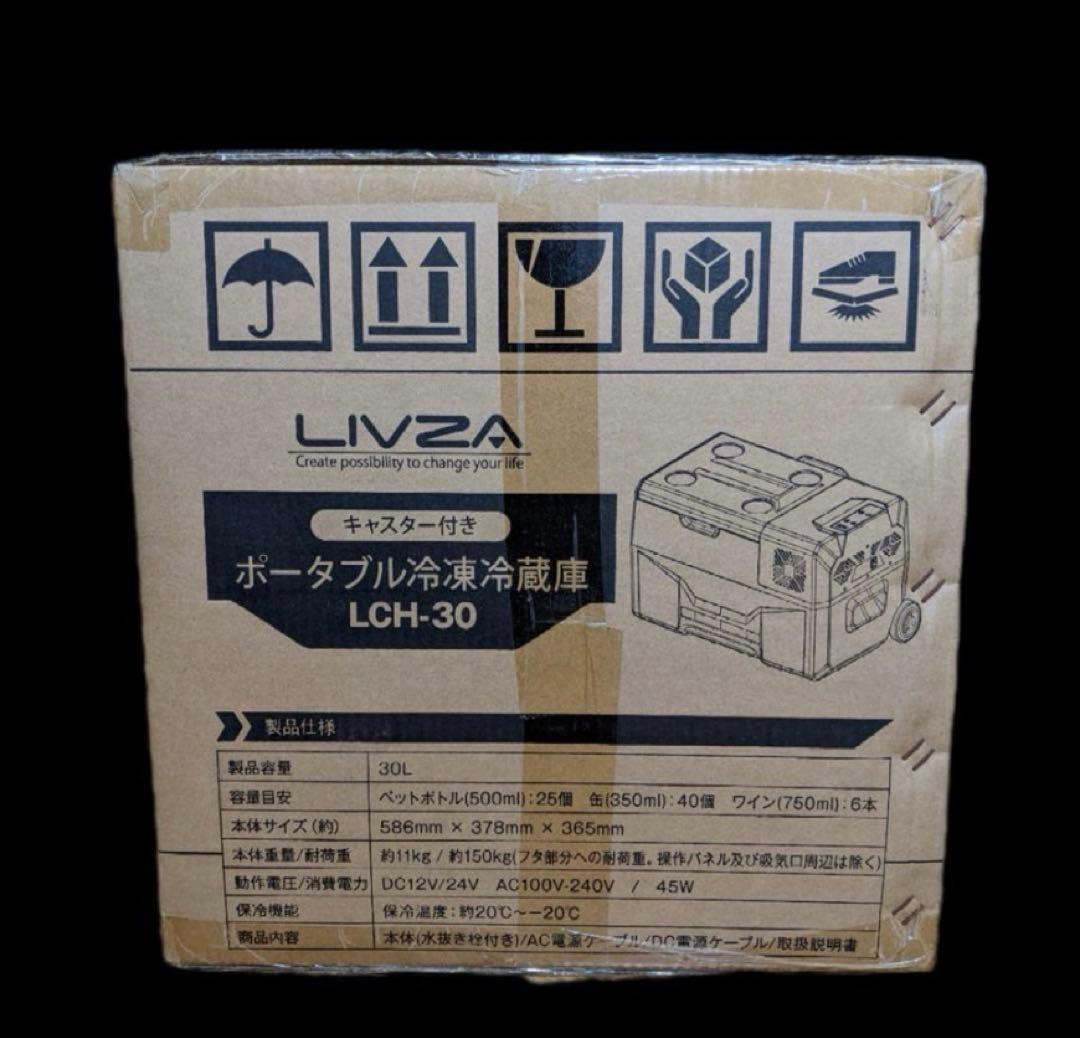 LIVZA
Create possibility to change your life
キャスター付き
ポータブル冷凍冷蔵庫
LCH-30
製品仕様
製品容量 30L
容量目安 ペットボトル(500ml):25個 缶(350ml):40個 ワイン(750ml):6本
本体サイズ(約) 586mm × 378mm × 365mm
本体重量/耐荷重 約11kg / 約150kg(フタ部分への耐荷重。操作パネル及び吸気口周辺は除く)
動作電圧/消費電力 DC12V/24V AC100V-240V / 45W
保冷機能 保冷温度:約20℃〜−20℃
商品内容 本体(水抜き栓付き)/AC電源ケーブル/DC電源ケーブル/取扱説明書